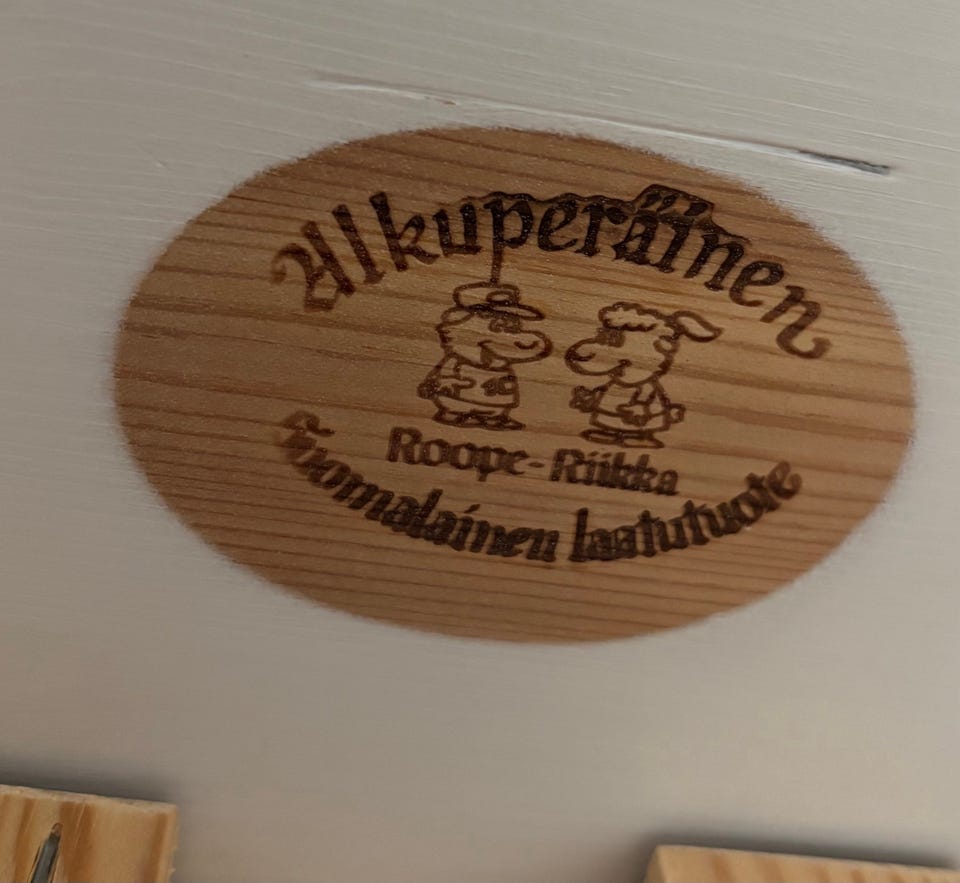 Alkuperäinen
Roope-Riikka
Suomalainen laatutuote